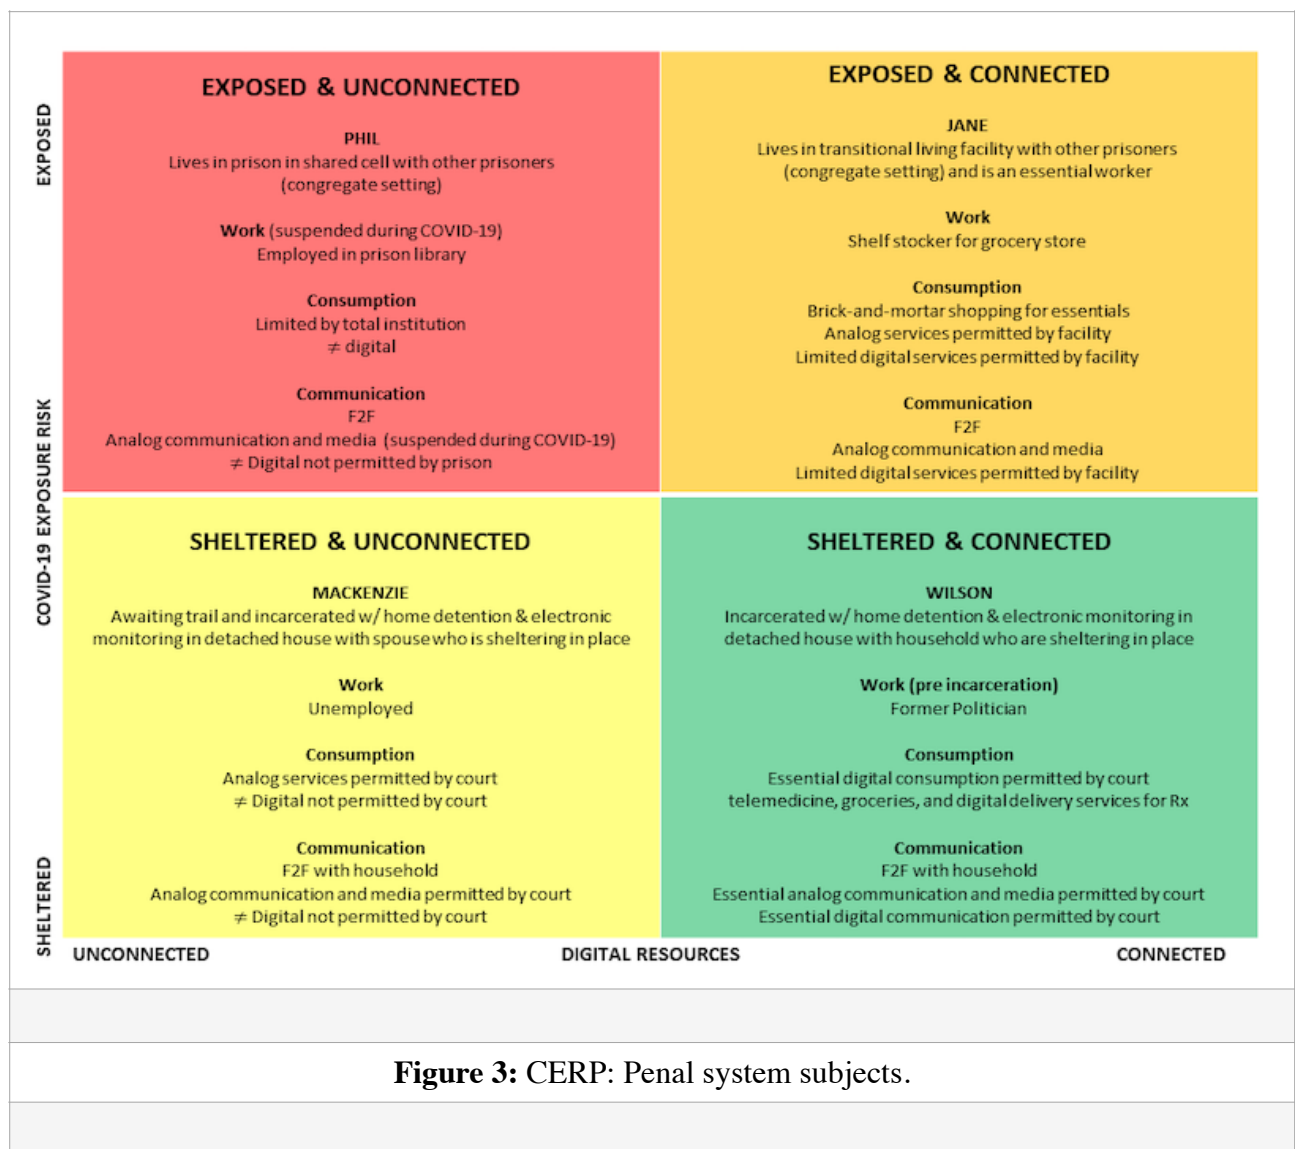 EXPOSED & UNCONNECTED
PHIL
Lives in prison in shared cell with other prisoners
(congregate setting)
Work (suspended during COVID-19)
Employed in prison library
Consumption
Limited by total institution
≠ digital
Communication
F2F
Analog communication and media (suspended during COVID-19)
≠ Digital not permitted by prison
EXPOSED & CONNECTED
JANE
Lives in transitional living facility with other prisoners
(congregate setting) and is an essential worker
Work
Shelf stocker for grocery store
Consumption
Brick-and-mortar shopping for essentials
Analog services permitted by facility
Limited digital services permitted by facility
Communication
F2F
Analog communication and media
Limited digital services permitted by facility
SHELTERED & UNCONNECTED
MACKENZIE
Awaiting trail and incarcerated w/ home detention & electronic
monitoring in detached house with spouse who is sheltering in place
Work
Unemployed
Consumption
Analog services permitted by court
≠ Digital not permitted by court
Communication
F2F with household
Analog communication and media permitted by court
≠ Digital not permitted by court
SHELTERED & CONNECTED
WILSON
Incarcerated w/ home detention & electronic monitoring in
detached house with household who are sheltering in place
Work (pre incarceration)
Former Politician
Consumption
Essential digital consumption permitted by court
telemedicine, groceries, and digital delivery services for Rx
Communication
F2F with household
Essential analog communication and media permitted by court
Essential digital communication permitted by court
EXPOSED
COVID-19 EXPOSURE RISK
SHELTERED
UNCONNECTED
DIGITAL RESOURCES
CONNECTED
Figure 3: CERP: Penal system subjects.